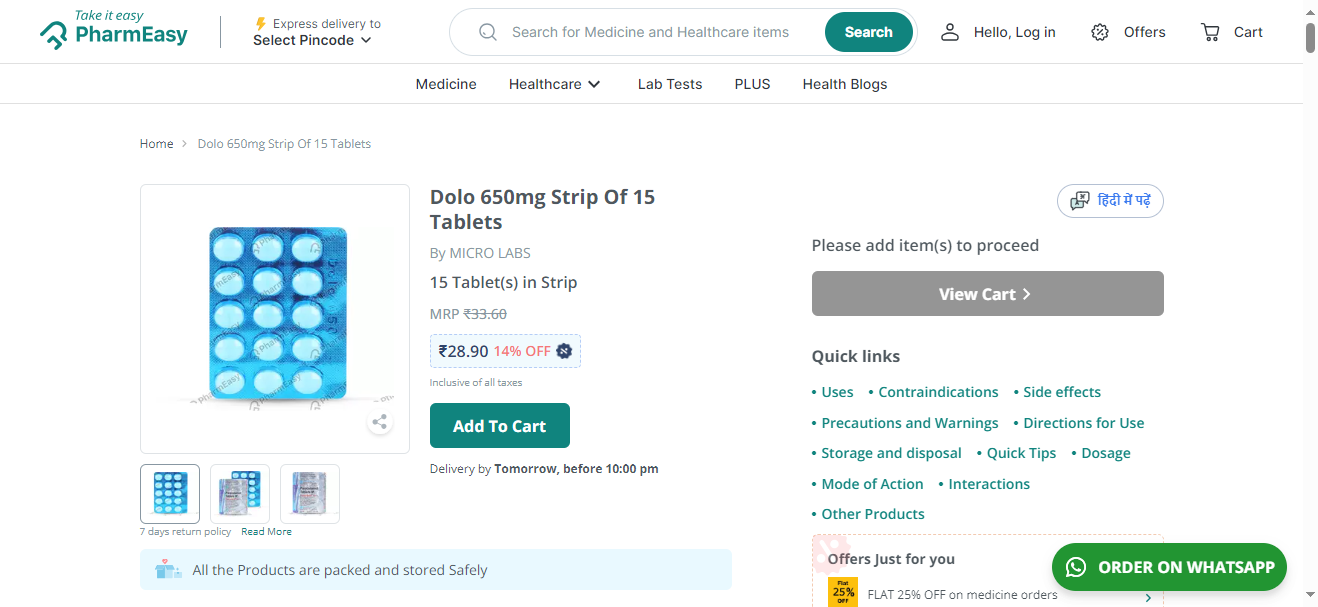 Take it easy
PharmEasy
Express delivery to
Select Pincode
Search for Medicine and Healthcare items
Search
Hello, Log in
Offers
Cart
Medicine
Healthcare
Lab Tests
PLUS
Health Blogs
Home
Dolo 650mg Strip Of 15 Tablets
Dolo 650mg Strip Of 15
Tablets
By MICRO LABS
15 Tablet(s) in Strip
MRP ₹33.60
₹28.90 14% OFF
Inclusive of all taxes
Add To Cart
Delivery by Tomorrow, before 10:00 pm
7 days return policy Read More
All the Products are packed and stored Safely
हिंदी में पढ़ें
Please add item(s) to proceed
View Cart
Quick links
• Uses • Contraindications • Side effects
• Precautions and Warnings • Directions for Use
• Storage and disposal • Quick Tips • Dosage
• Mode of Action • Interactions
• Other Products
Offers Just for you
Flat
25%
OFF
FLAT 25% OFF on medicine orders
ORDER ON WHATSAPP